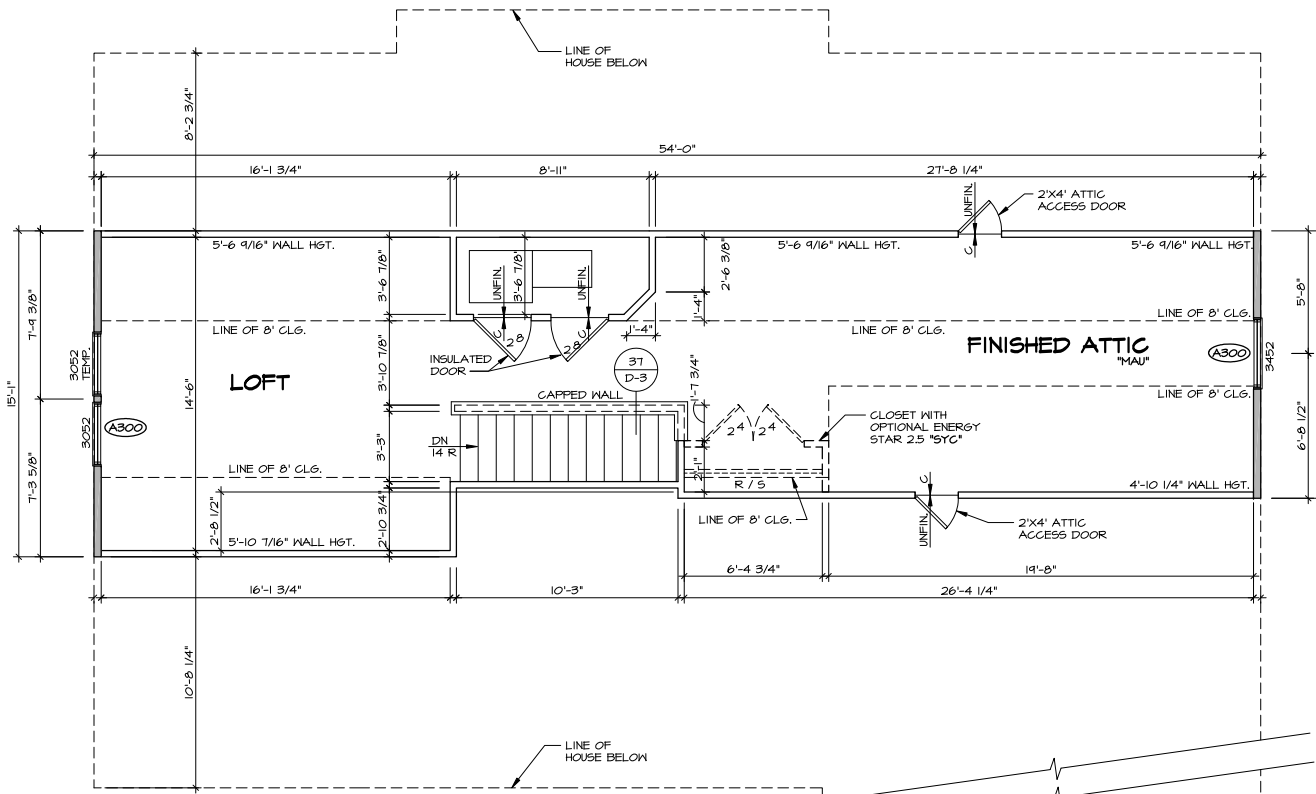 LINE OF
HOUSE BELOW
8'-2 3/4"
54'-0"
16'-1 3/4"
8'-11"
27'-8 1/4"
2'X4' ATTIC
ACCESS DOOR
UNFIN.
C
5'-6 9/16" WALL HGT.
5'-6 9/16" WALL HGT.
5'-6 9/16" WALL HGT.
3'-6 7/8"
3'-6 7/8"
UNFIN.
UNFIN.
C
C
2'-6 3/8"
1'-4"
1'-4"
5'-8"
7'-9 3/8"
LINE OF 8' CLG.
LINE OF 8' CLG.
LINE OF 8' CLG.
2 8
2 8
INSULATED
DOOR
3052
TEMP.
LOFT
14'-6"
15'-1"
3'-10 7/8"
37
D-3
FINISHED ATTIC
"MAU"
A300
3452
CAPPED WALL
1'-7 3/4"
LINE OF 8' CLG.
A300
3052
DN
14 R
2 4
2 4
CLOSET WITH
OPTIONAL ENERGY
STAR 2.5 "SYC"
6'-8 1/2"
7'-3 5/8"
LINE OF 8' CLG.
3'-3"
2'-1"
R / S
4'-10 1/4" WALL HGT.
C
UNFIN.
LINE OF 8' CLG.
2'X4' ATTIC
ACCESS DOOR
2'-8 1/2"
2'-10 3/4"
5'-10 7/16" WALL HGT.
6'-4 3/4"
19'-8"
16'-1 3/4"
10'-3"
26'-4 1/4"
10'-8 1/4"
LINE OF
HOUSE BELOW